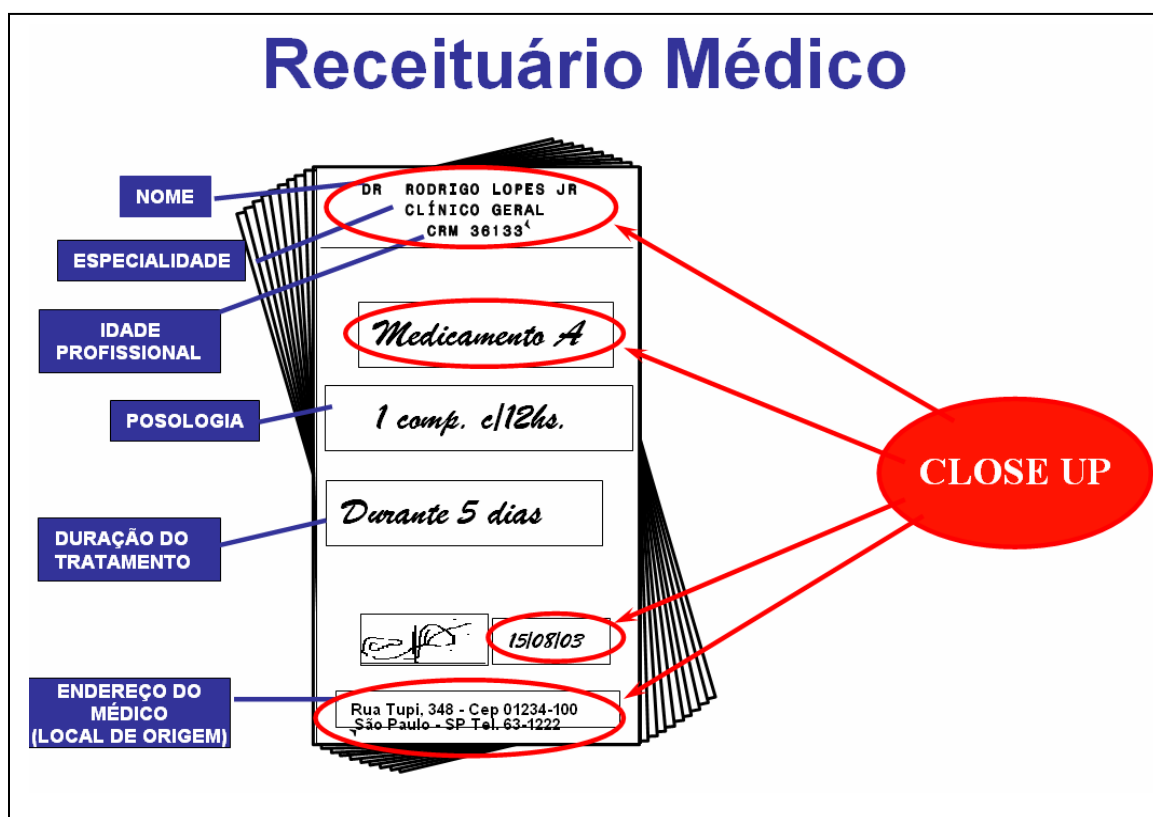 Receituário Médico
NOME
ESPECIALIDADE
IDADE
PROFISSIONAL
POSOLOGIA
DURAÇÃO DO
TRATAMENTO
ENDEREÇO DO
MÉDICO
(LOCAL DE ORIGEM)
DR RODRIGO LOPES JR
CLÍNICO GERAL
CRM 36133
Medicamento A
1 comp. c/12hs.
Durante 5 dias
15/08/03
Rua Tupi, 348 - Cep 01234-100
São Paulo - SP Tel. 63-1222
CLOSE UP